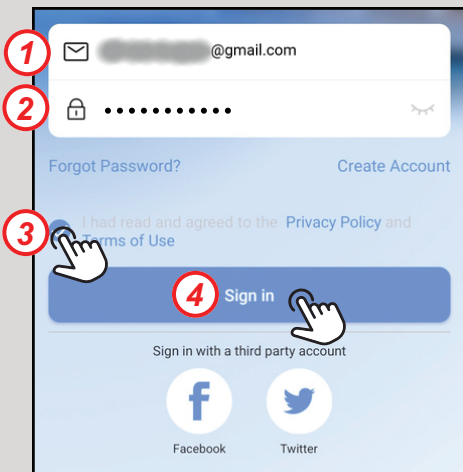 1 @gmail.com
2 •••••••••••
Forgot Password? Create Account
I had read and agreed to the Privacy Policy and
3 Terms of Use
4 Sign in
Sign in with a third party account
f
Facebook Twitter